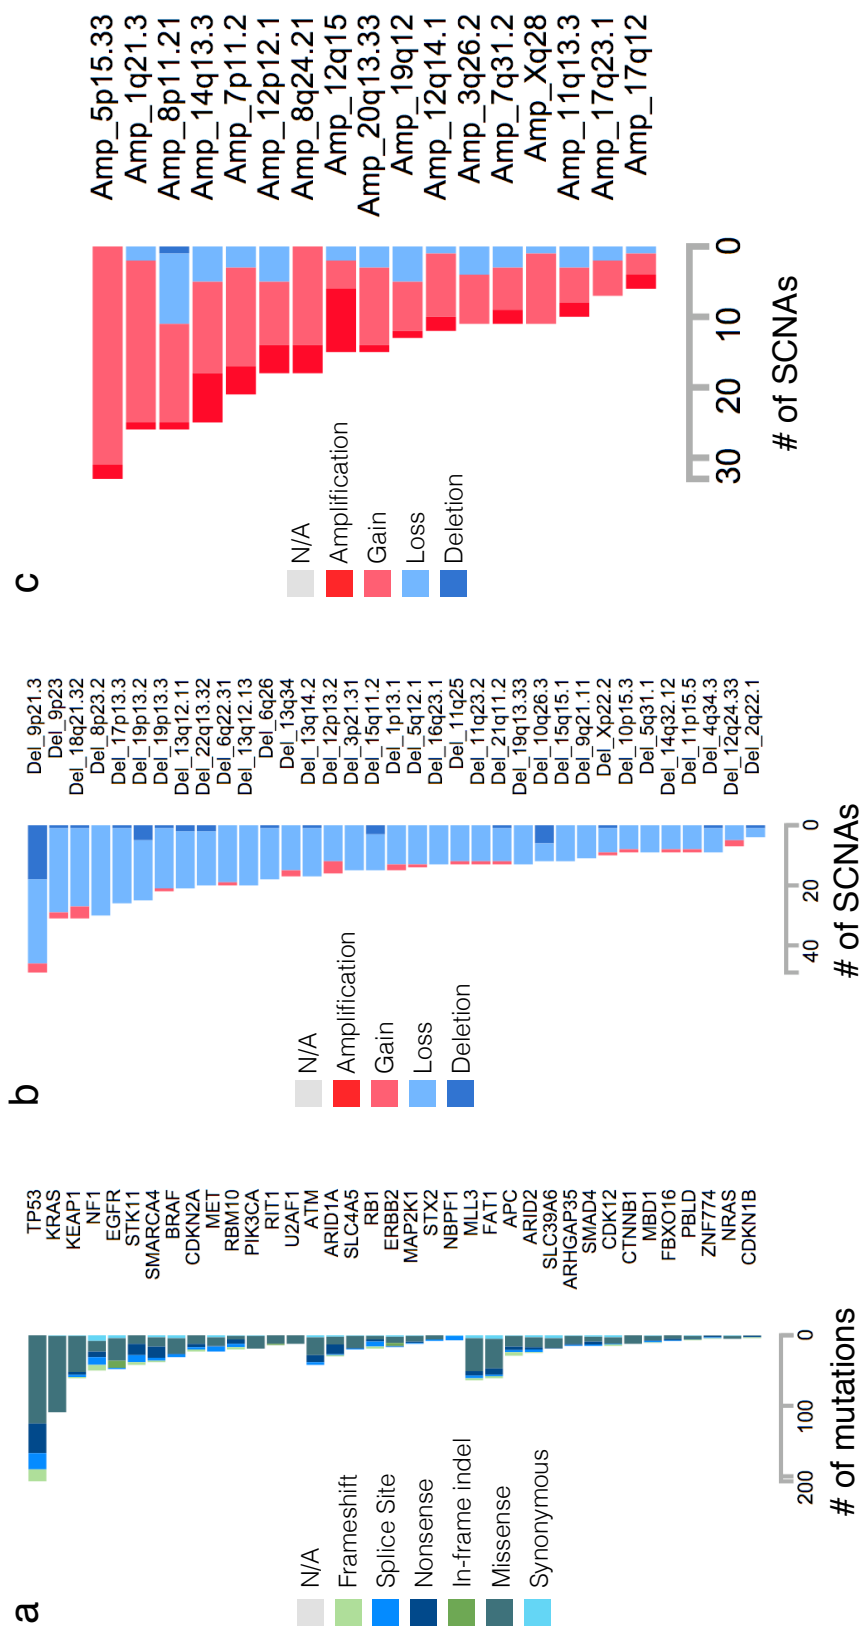 a
N/A
Frameshift
Splice Site
Nonsense
In-frame indel
Missense
Synonymous
TP53
KRAS
KEAP1
NF1
EGFR
STK11
SMARCA4
BRAF
CDKN2A
MET
RBM10
PIK3CA
RIT1
U2AF1
ATM
ARID1A
SLC4A5
RB1
ERBB2
MAP2K1
STX2
NBPF1
MLL3
FAT1
APC
ARID2
SLC39A6
ARHGAP35
SMAD4
CDK12
CTNNB1
MBD1
FBXO16
PBLD
ZNF774
NRAS
CDKN1B
200 100 0
# of mutations
b
N/A
Amplification
Gain
Loss
Deletion
Del_9p21.3
Del_9p23
Del_18q21.32
Del_8p23.2
Del_17p13.3
Del_19p13.2
Del_19p13.3
Del_13q12.11
Del_22q13.32
Del_6q22.31
Del_13q12.13
Del_6q26
Del_13q34
Del_13q14.2
Del_12p13.2
Del_3p21.31
Del_15q11.2
Del_1p13.1
Del_5q12.1
Del_16q23.1
Del_11q25
Del_11q23.2
Del_21q11.2
Del_19q13.33
Del_10q26.3
Del_15q15.1
Del_9q21.11
Del_Xp22.2
Del_10p15.3
Del_5q31.1
Del_14q32.12
Del_11p15.5
Del_4q34.3
Del_12q24.33
Del_2q22.1
40 20 0
# of SCNAs
c
N/A
Amplification
Gain
Loss
Deletion
Amp_5p15.33
Amp_1q21.3
Amp_8p11.21
Amp_14q13.3
Amp_7p11.2
Amp_12p12.1
Amp_8q24.21
Amp_12q15
Amp_20q13.33
Amp_19q12
Amp_12q14.1
Amp_3q26.2
Amp_7q31.2
Amp_Xq28
Amp_11q13.3
Amp_17q23.1
Amp_17q12
30 20 10 0
# of SCNAs